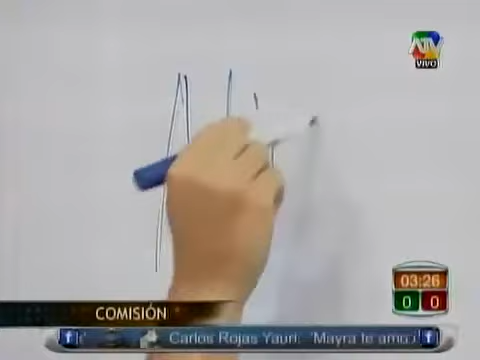 ATV
VIVO
03:26
0 0
COMISIÓN
Carlos Rojas Yauri: "Mayra te amo